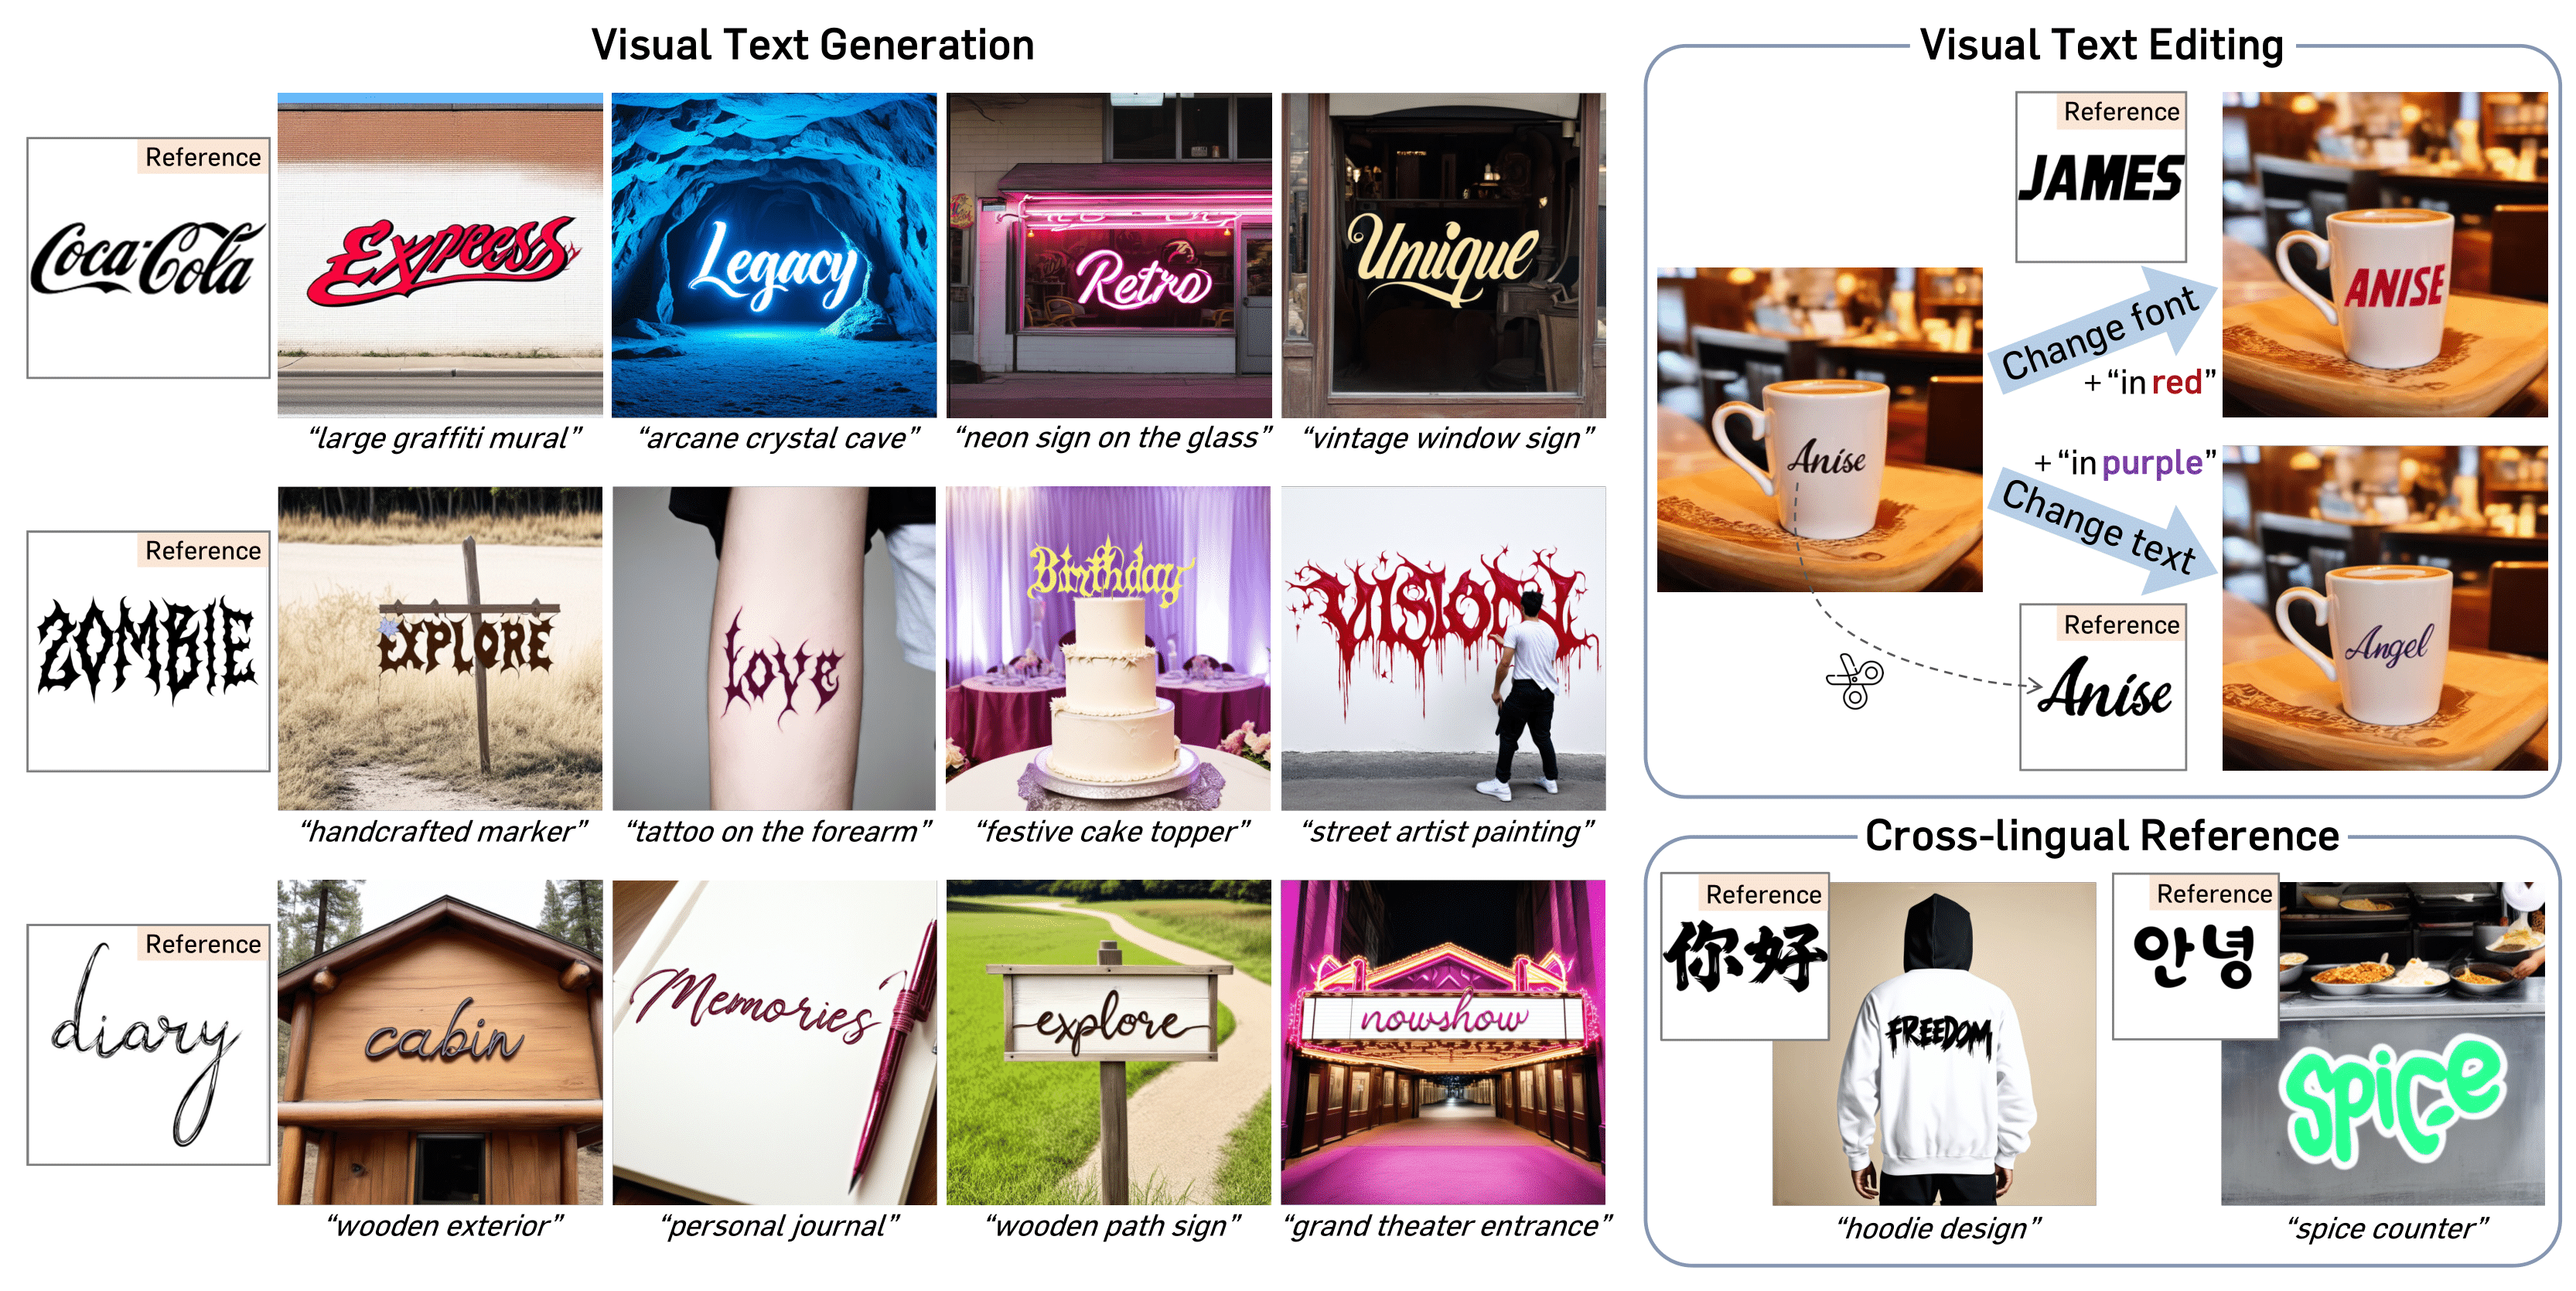 Visual Text Generation
Reference
Coca-Cola
Expecss
Legacy
Retro
Unique
“large graffiti mural”
“arcane crystal cave”
“neon sign on the glass”
“vintage window sign”
Reference
ZOMBIE
EXPLORE
Love
Birthday
VISION
“handcrafted marker”
“tattoo on the forearm”
“festive cake topper”
“street artist painting”
Reference
diary
cabin
Memories
explore
nowshow
“wooden exterior”
“personal journal”
“wooden path sign”
“grand theater entrance”
Visual Text Editing
Reference
JAMES
ANISE
Change font
+ “in red”
Anise
+ “in purple”
Change text
Reference
Anise
Angel
Cross-lingual Reference
Reference
你好
FREEDOM
“hoodie design”
Reference
안녕
Spice
“spice counter”